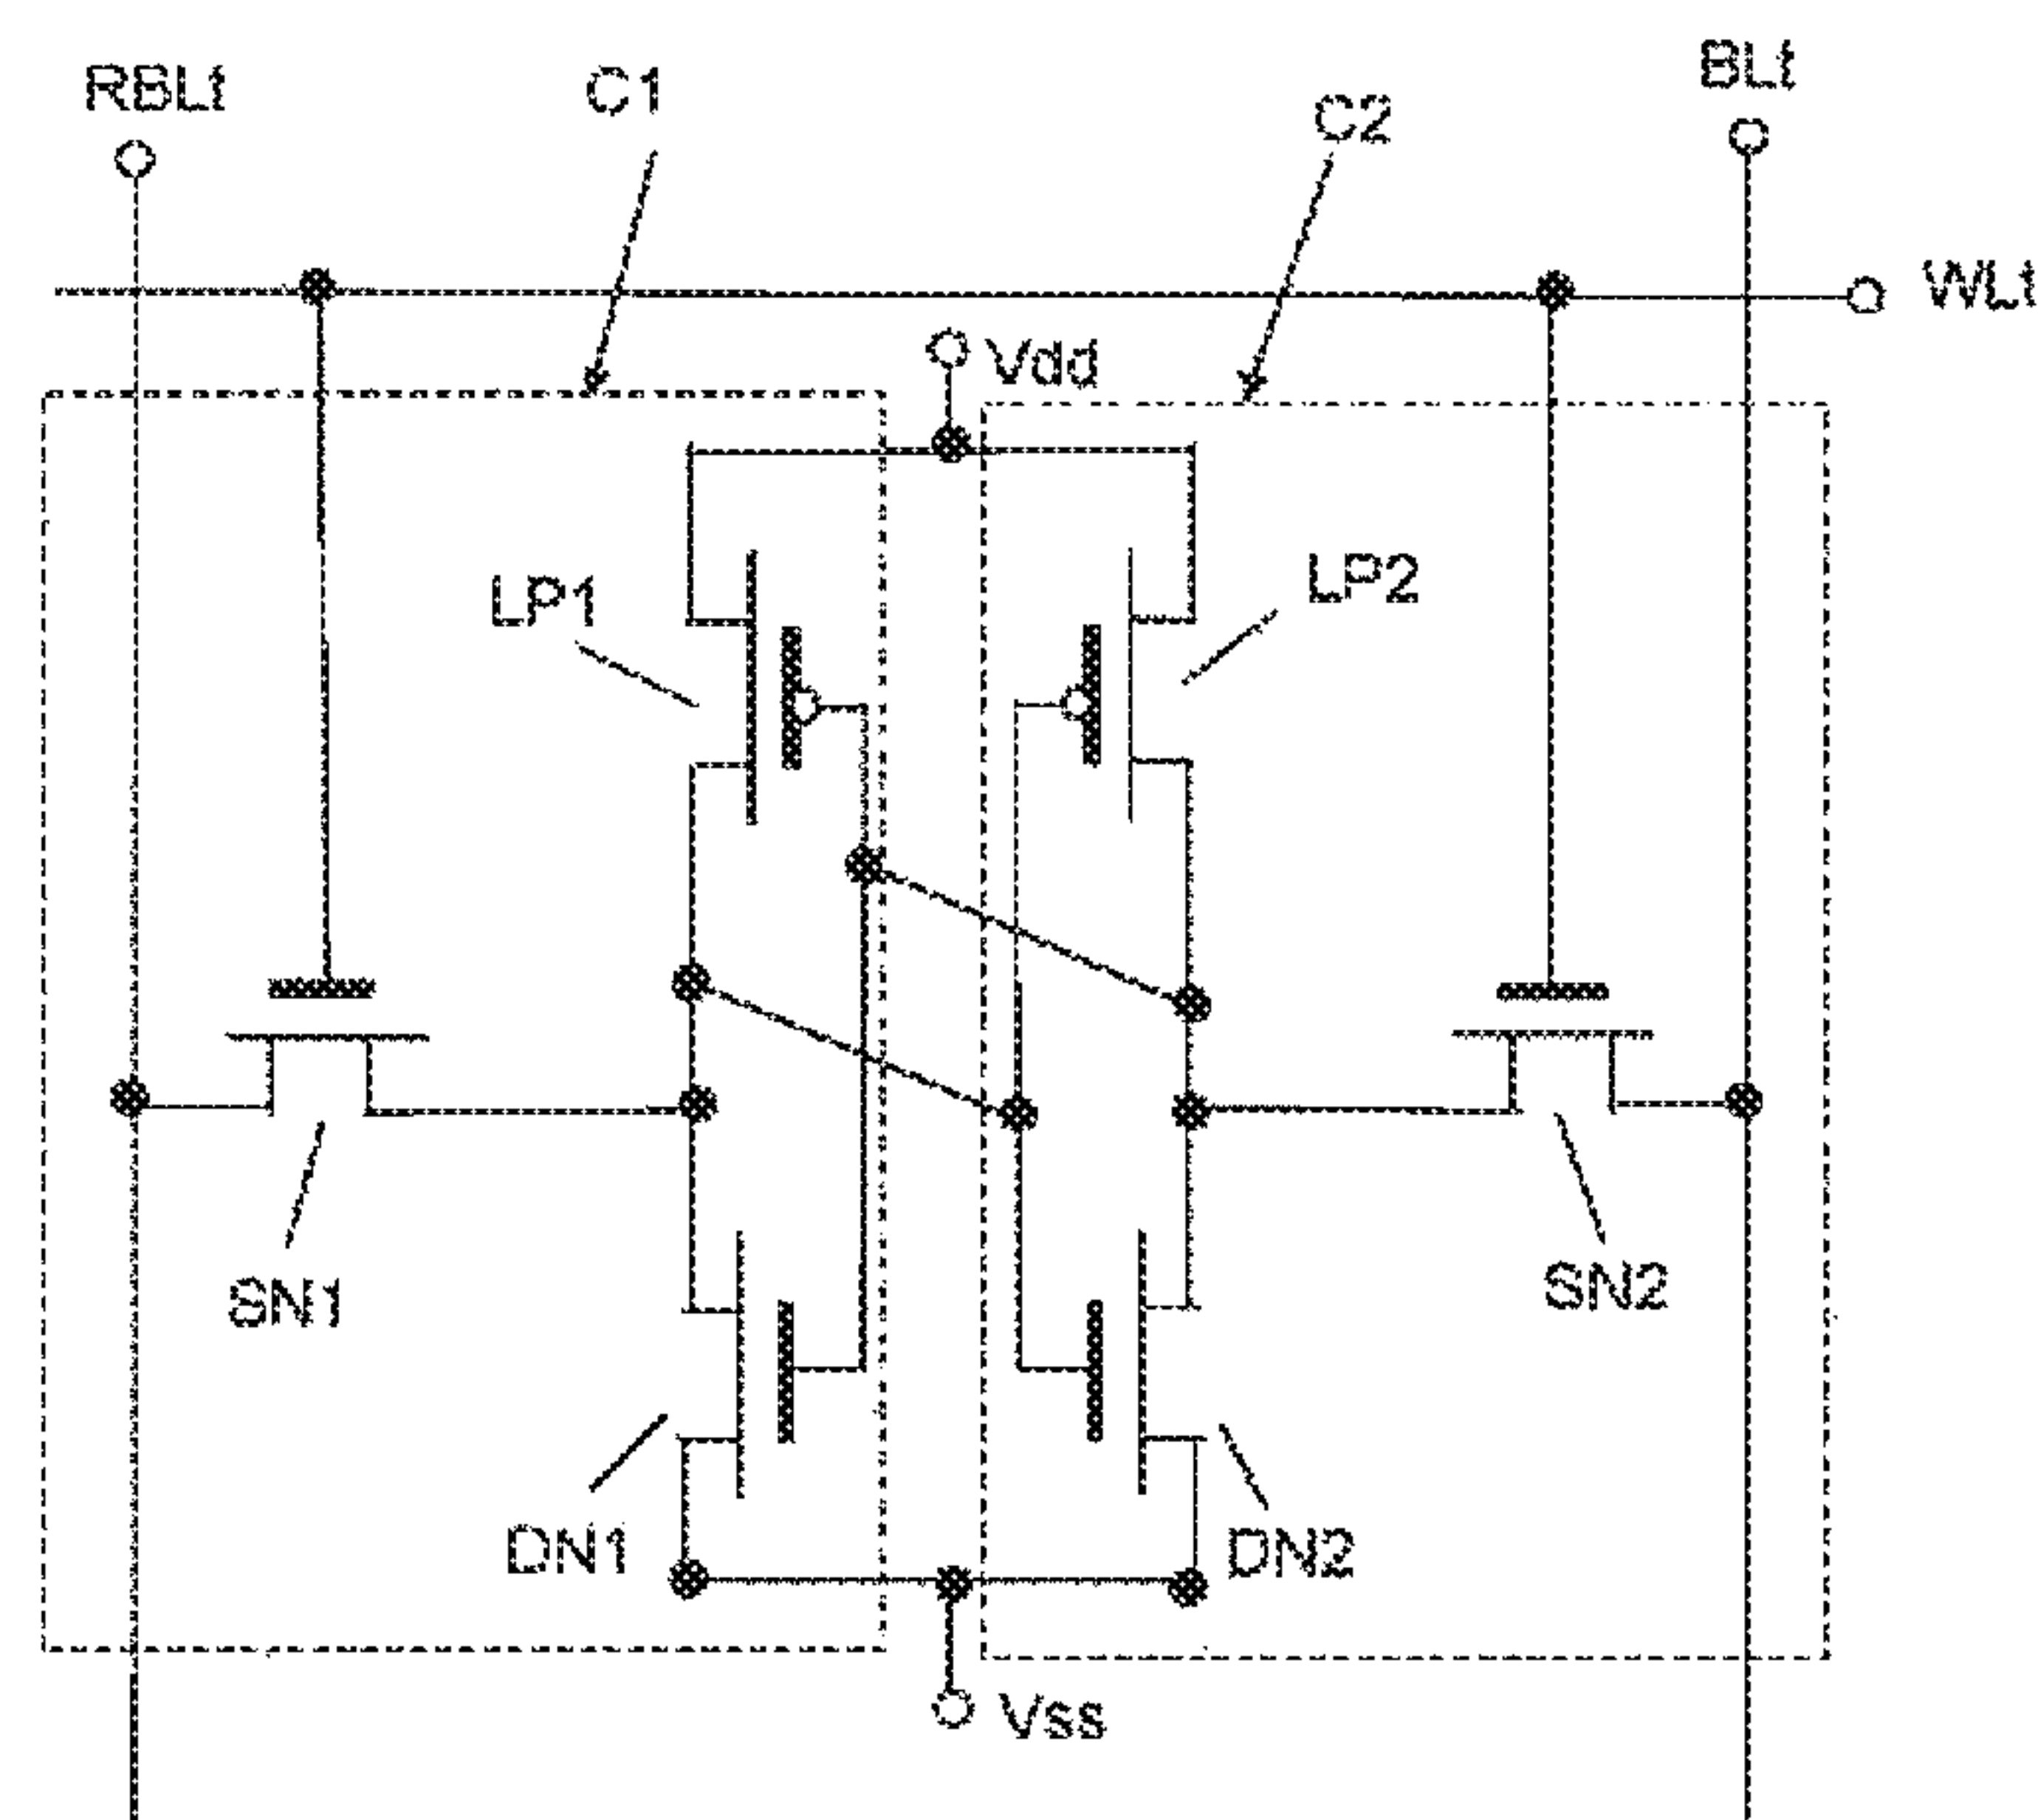 RBLt
C1
C2
BLt
WLt
Vdd
LP1
LP2
SN1
SN2
DN1
DN2
Vss